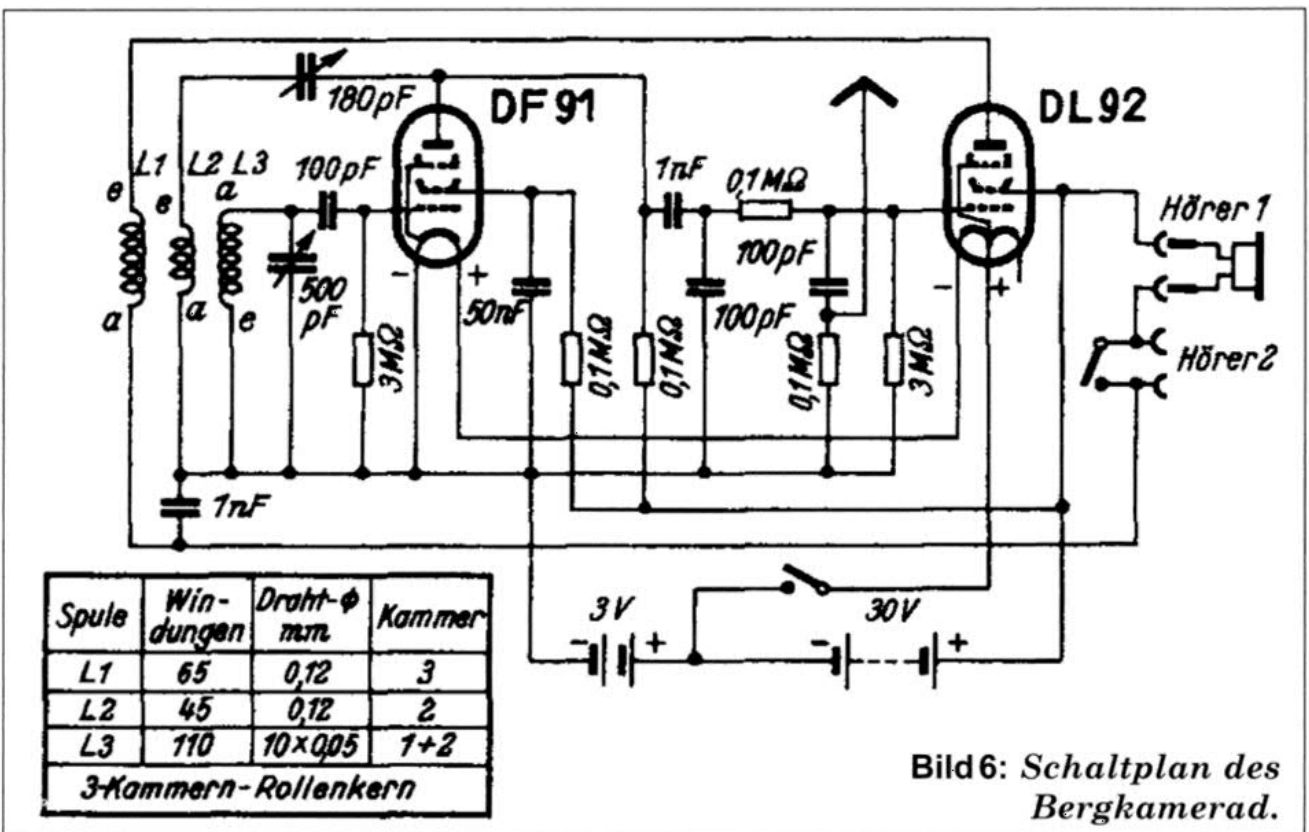 180pF
DF91
DL92
L1 L2 L3
e e a
100pF
1nF
0,1MΩ
Hörer 1
500
pF
- +
50nF
100pF
100pF
- +
a a e
3MΩ
0,1MΩ
0,1MΩ
0,1MΩ
3MΩ
Hörer 2
1nF
3V
30V
- +
- +
Spule
Win-
dungen
Draht-ϕ
mm
Kammer
L1 65 0,12 3
L2 45 0,12 2
L3 110 10×0,05 1+2
3-Kammern-Rollenkern
Bild 6: Schaltplan des
Bergkamerad.